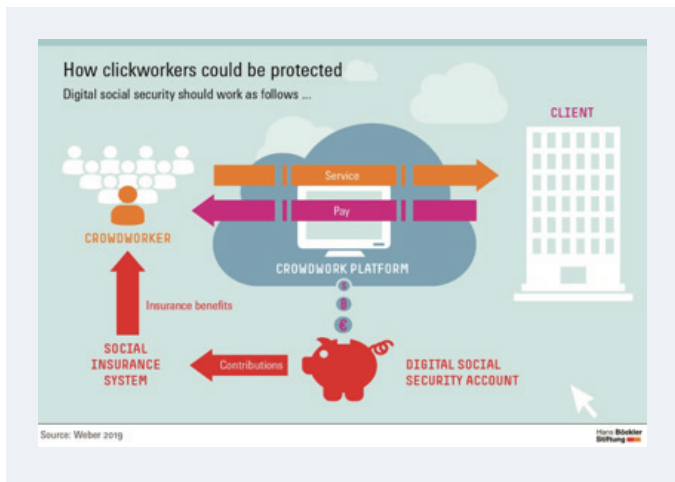 How clickworkers could be protected
Digital social security should work as follows ...
CLIENT
Service
Pay
CROWDWORKER
CROWDWORK PLATFORM
$
€
Insurance benefits
SOCIAL
INSURANCE
SYSTEM
Contributions
DIGITAL SOCIAL
SECURITY ACCOUNT
Source: Weber 2019
Hans Böckler
Stiftung